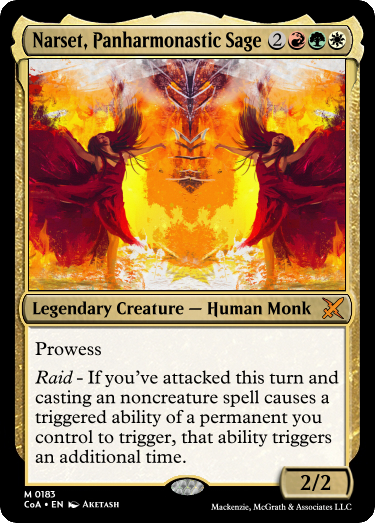 Narset, Panharmonastic Sage 2
Legendary Creature — Human Monk
Prowess
Raid - If you've attacked this turn and
casting an noncreature spell causes a
triggered ability of a permanent you
control to trigger, that ability triggers
an additional time.
2/2
M 0183
CoA • EN Aketash
Mackenzie, McGrath & Associates LLC